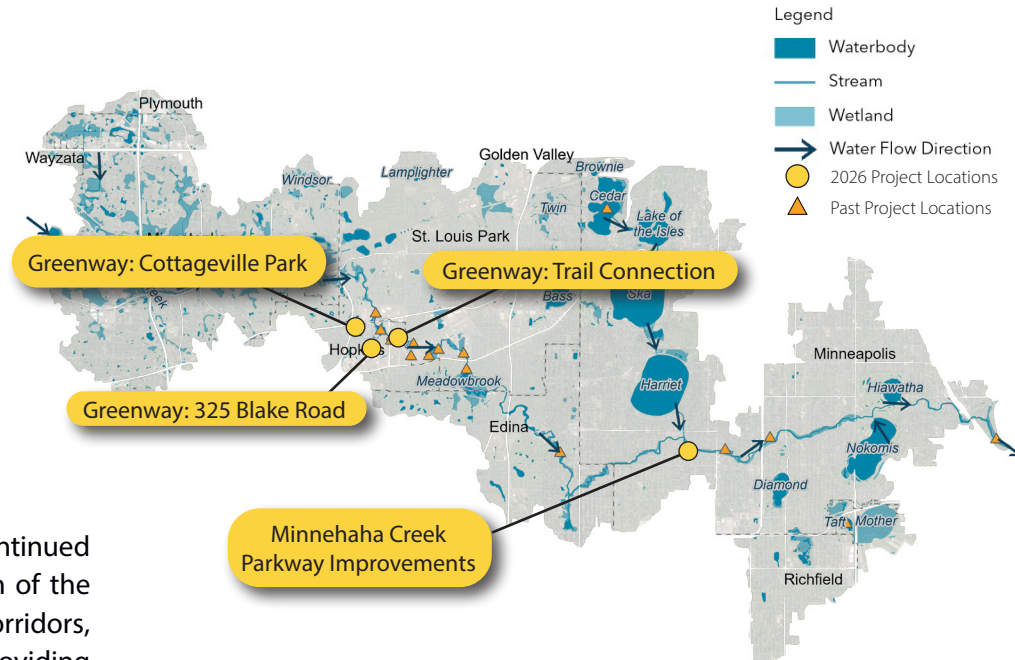 Legend
Waterbody
Stream
Wetland
Water Flow Direction
2026 Project Locations
Past Project Locations
Plymouth
Wayzata
Golden Valley
Windsor
Lamplighter
Brownie
Cedar
Twin
Lake of
the Isles
St. Louis Park
Greenway: Cottageville Park
Greenway: Trail Connection
Bass
Ska
Minneapolis
Harriet
Hiawatha
Meadowbrook
Greenway: 325 Blake Road
Edina
Nokomis
Diamond
Taft
Mother
Minnehaha Creek
Parkway Improvements
Richfield
ntinued
of the
orridors,